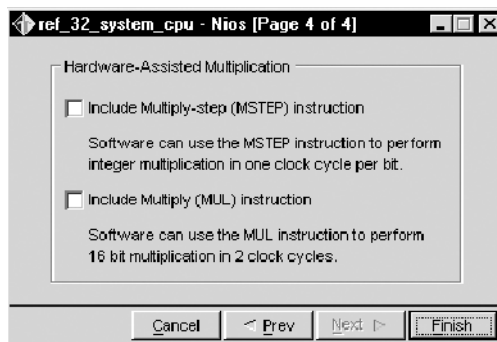 ref_32_system_cpu - Nios [Page 4 of 4]
Hardware-Assisted Multiplication
Include Multiply-step (MSTEP) instruction
Software can use the MSTEP instruction to perform
integer multiplication in one clock cycle per bit.
Include Multiply (MUL) instruction
Software can use the MUL instruction to perform
16 bit multiplication in 2 clock cycles.
Cancel < Prev Next > Finish